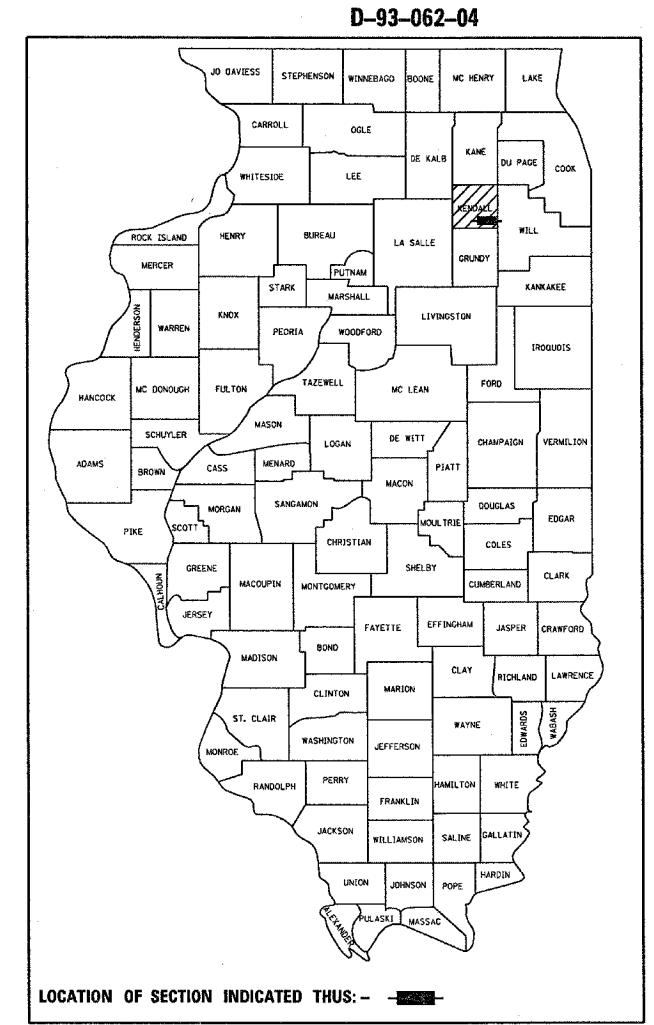 D-93-062-04
JO DAVIESS STEPHENSON WINNEBAGO BOONE MC HENRY LAKE
CARROLL OGLE DE KALB KANE DU PAGE COOK
WHITESIDE LEE
KENDALL
ROCK ISLAND HENRY BUREAU LA SALLE WILL
MERCER PUTNAM GRUNDY
STARK MARSHALL KANKAKEE
HENDERSON WARREN KNOX PEORIA WOODFORD LIVINGSTON
IROQUOIS
HANCOCK MC DONOUGH FULTON TAZEWELL MC LEAN FORD
MASON
SCHUYLER LOGAN DE WITT CHAMPAIGN VERMILION
ADAMS BROWN CASS MENARD PIATT
MACON
MORGAN SANGAMON DOUGLAS
PIKE SCOTT CHRISTIAN MOULTRIE EDGAR
COLES
GREENE SHELBY
CALHOUN MACOUPIN MONTGOMERY CUMBERLAND CLARK
JERSEY
FAYETTE EFFINGHAM JASPER CRAWFORD
MADISON BOND
CLAY RICHLAND LAWRENCE
CLINTON MARION
ST. CLAIR WAYNE EDWARDS WABASH
MONROE WASHINGTON JEFFERSON
RANDOLPH PERRY HAMILTON WHITE
FRANKLIN
JACKSON WILLIAMSON SALINE GALLATIN
UNION JOHNSON POPE HARDIN
ALEXANDER PULASKI MASSAC
LOCATION OF SECTION INDICATED THUS: -